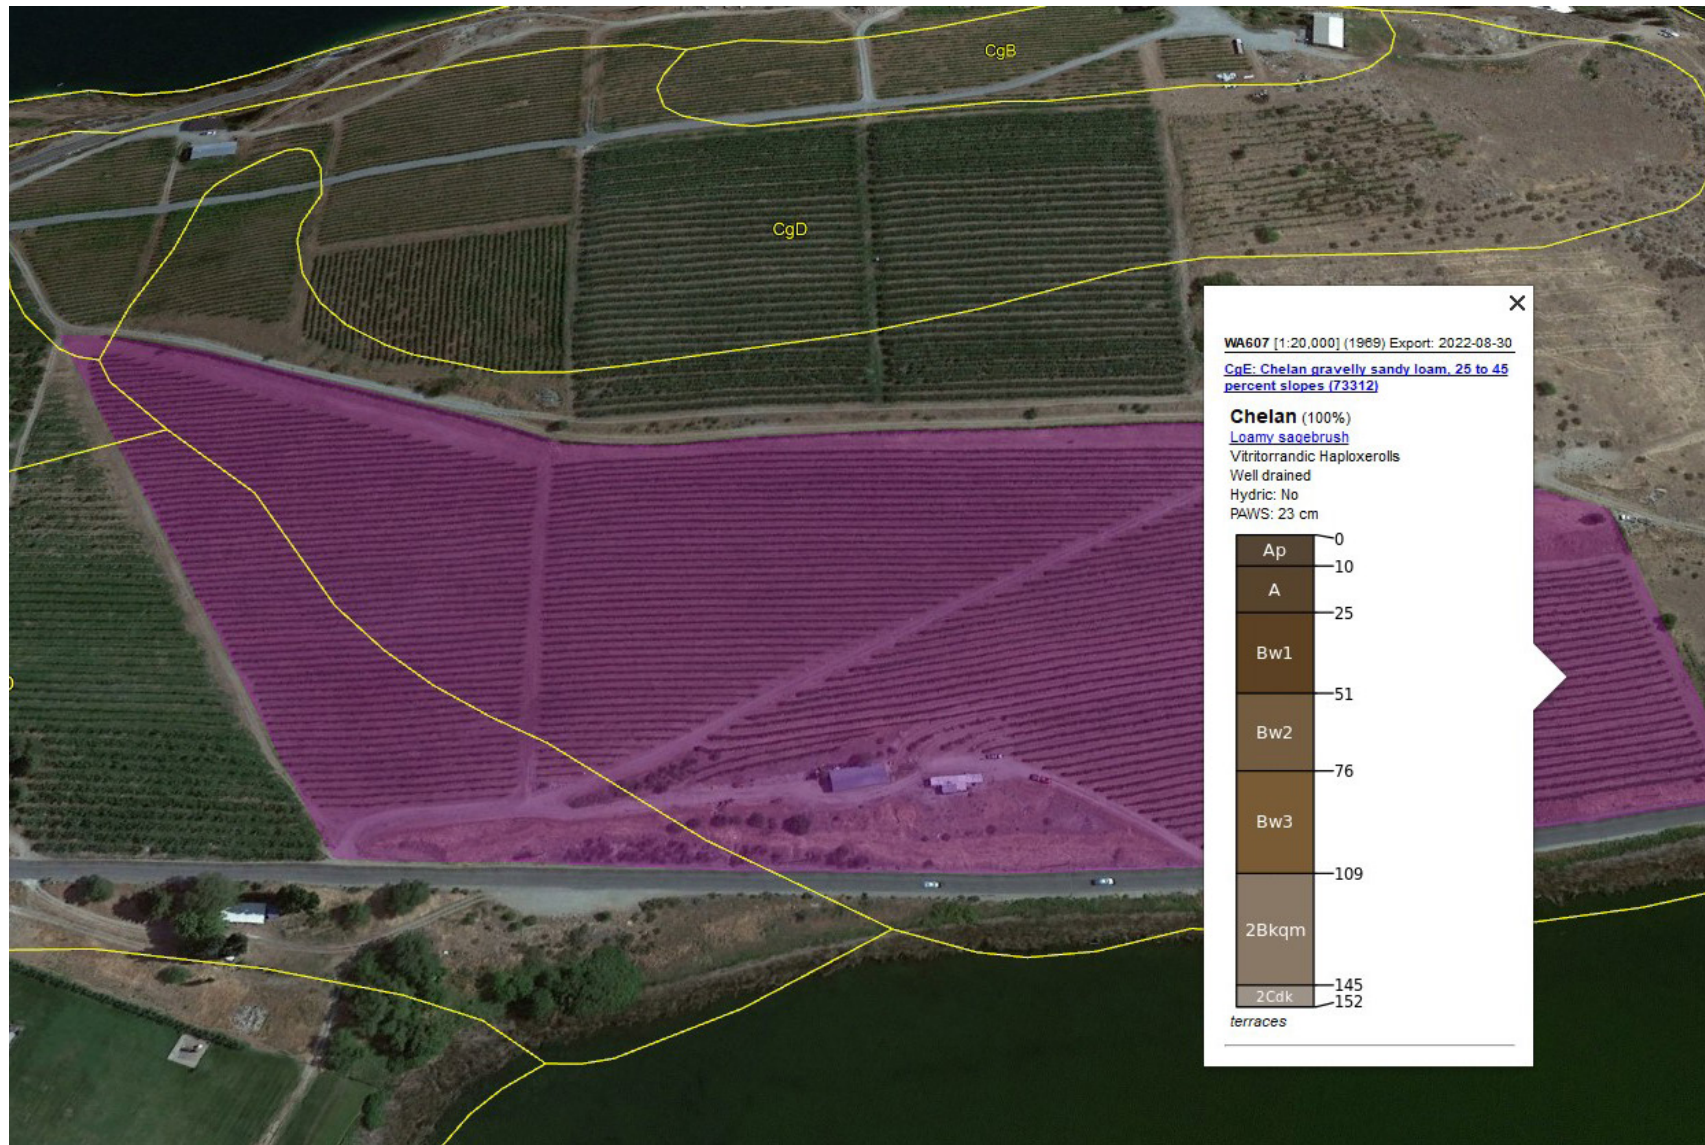 CgB
CgD
WA607 [1:20,000] (1969) Export: 2022-08-30
CgE: Chelan gravelly sandy loam, 25 to 45
percent slopes (73312)
Chelan (100%)
Loamy sagebrush
Vitritorrandic Haploxerolls
Well drained
Hydric: No
PAWS: 23 cm
0
Ap
10
A
25
Bw1
51
Bw2
76
Bw3
109
2Bkqm
145
2Cdk
152
terraces